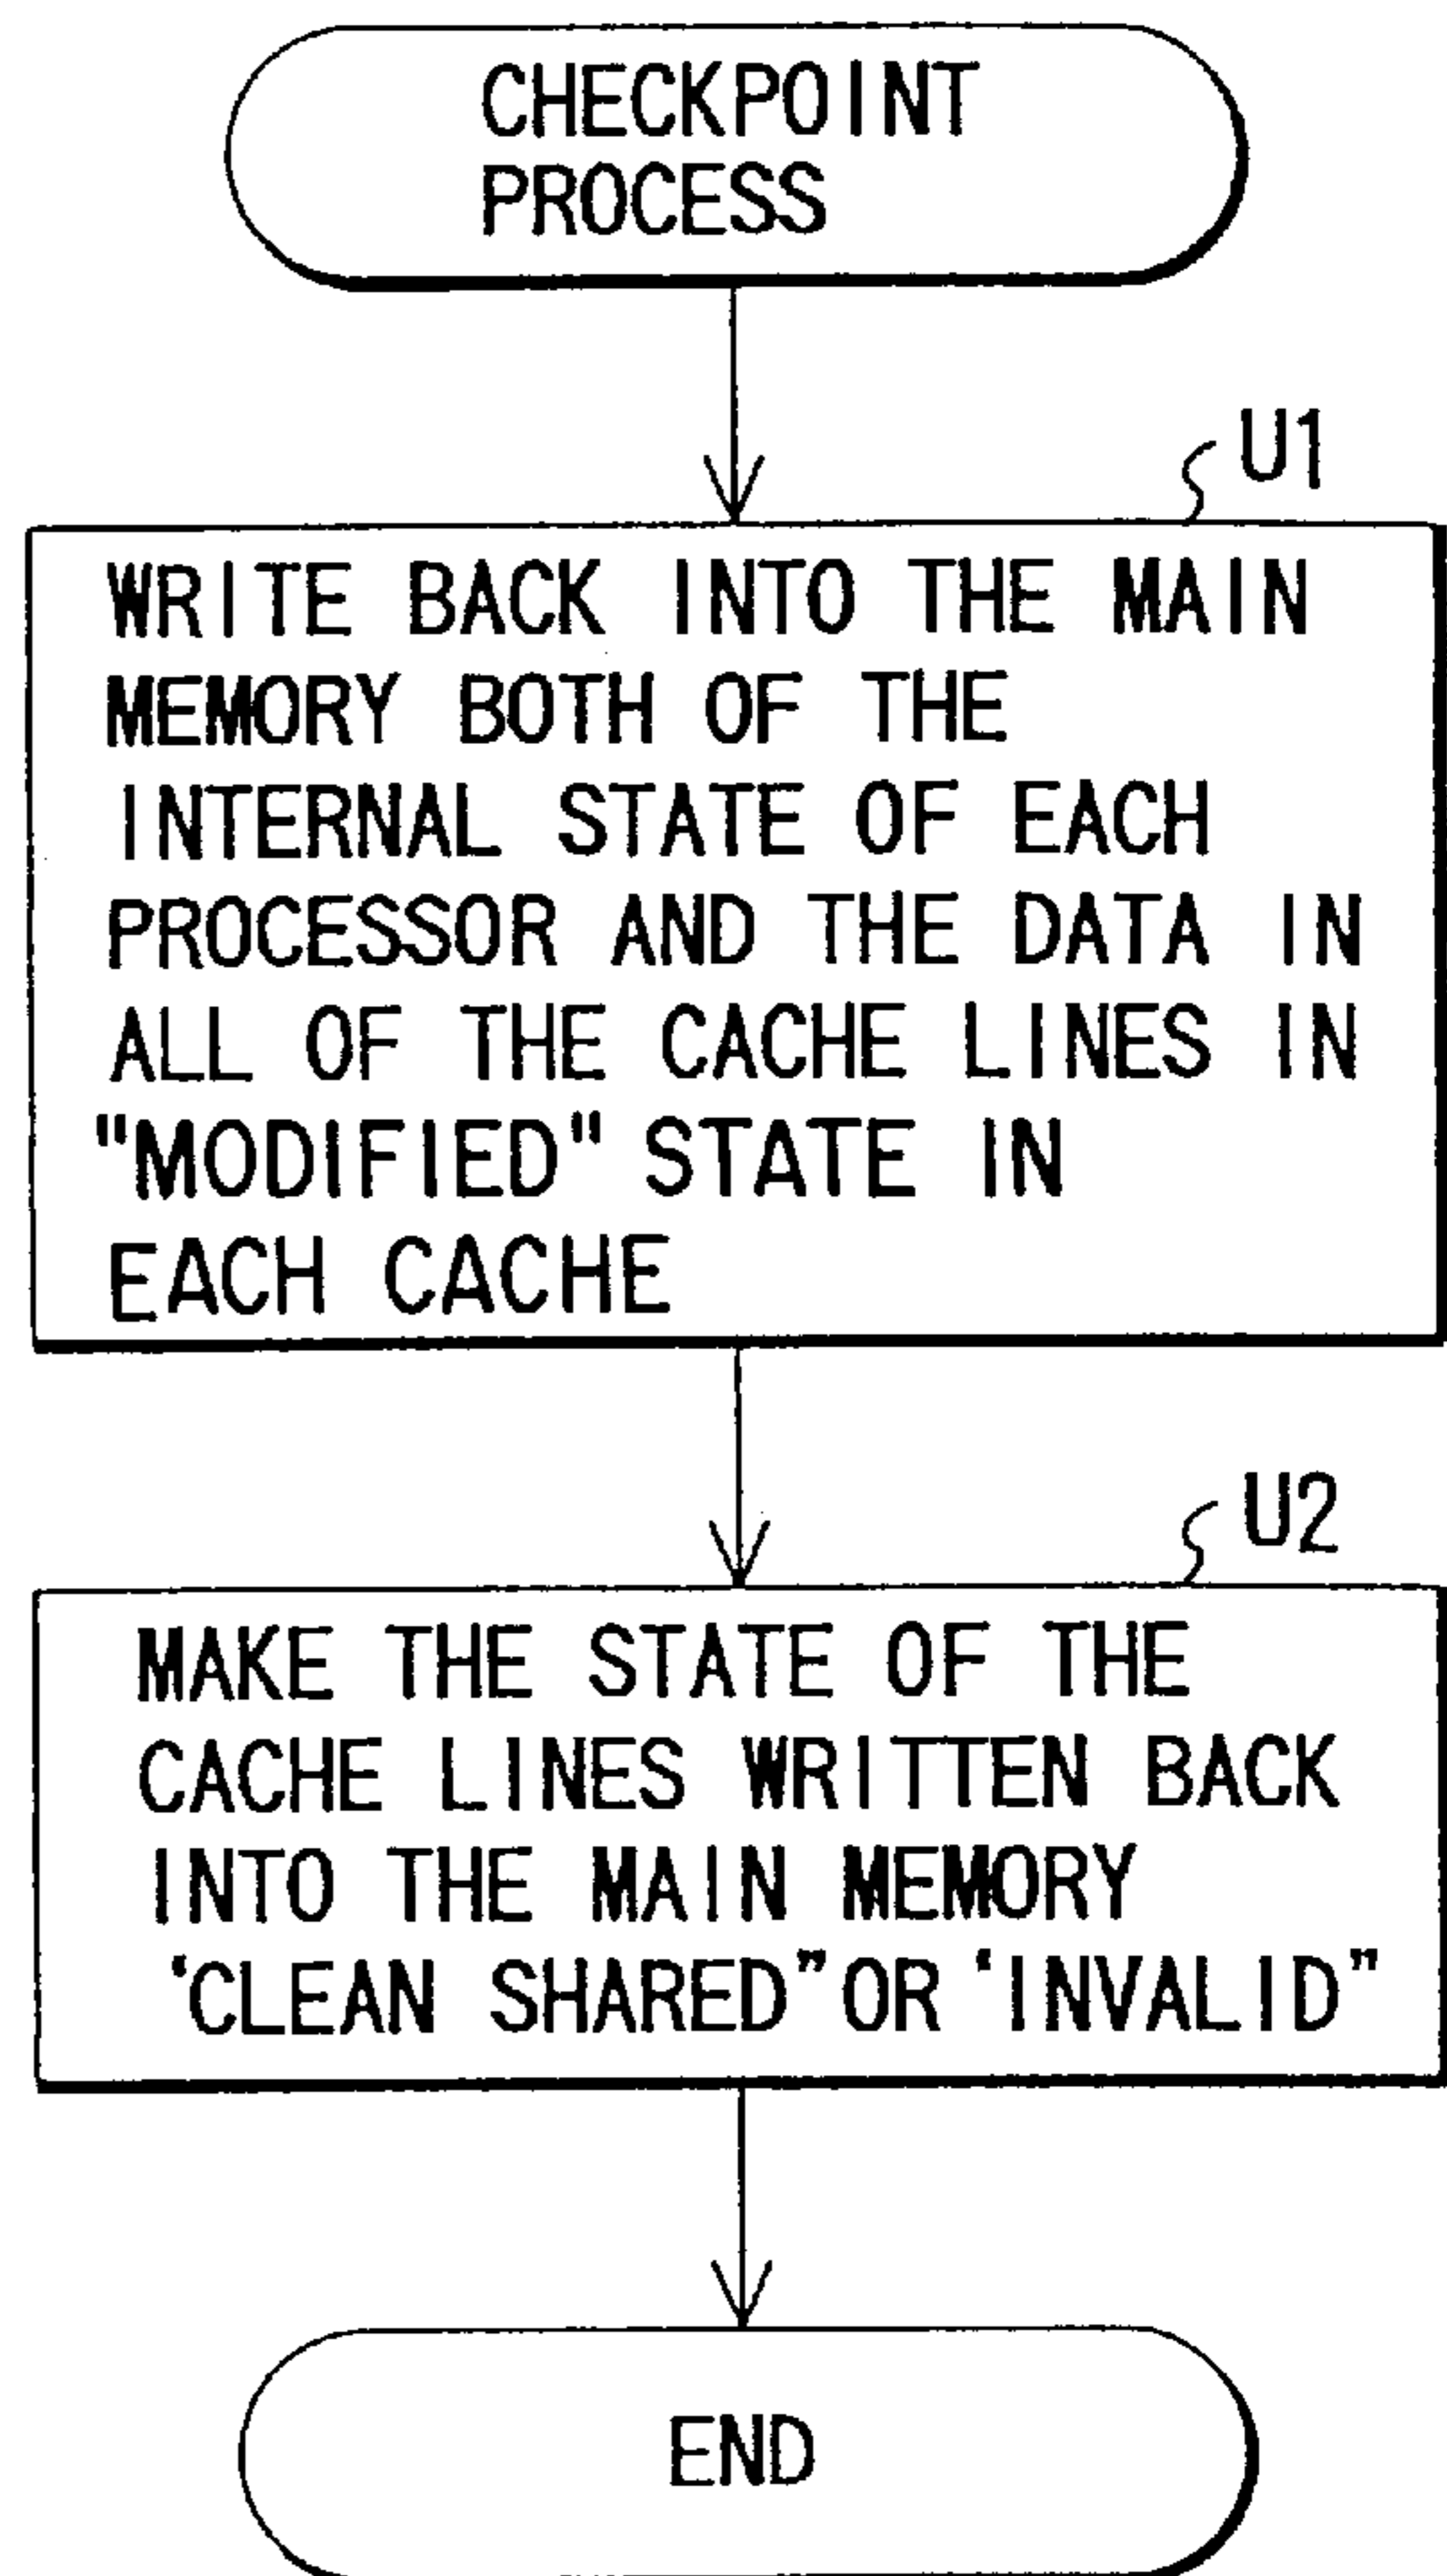 CHECKPOINT
PROCESS
U1
WRITE BACK INTO THE MAIN
MEMORY BOTH OF THE
INTERNAL STATE OF EACH
PROCESSOR AND THE DATA IN
ALL OF THE CACHE LINES IN
"MODIFIED" STATE IN
EACH CACHE
U2
MAKE THE STATE OF THE
CACHE LINES WRITTEN BACK
INTO THE MAIN MEMORY
‘CLEAN SHARED” OR ‘INVALID”
END